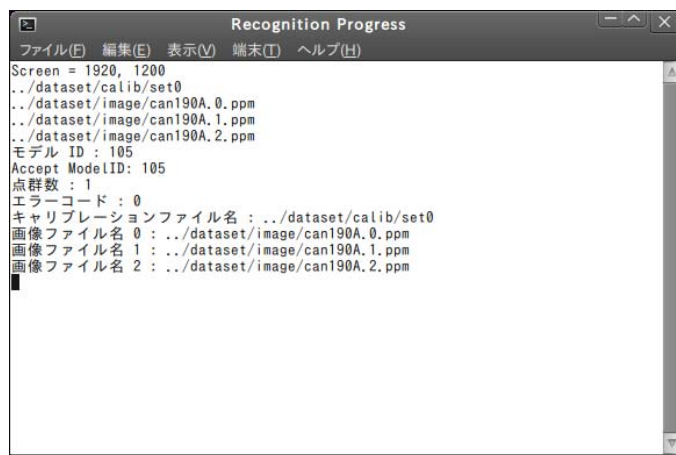 Recognition Progress
ファイル(F) 編集(E) 表示(V) 端末(T) ヘルプ(H)
Screen = 1920, 1200
../dataset/calib/set0
../dataset/image/can190A.0.ppm
../dataset/image/can190A.1.ppm
../dataset/image/can190A.2.ppm
モデル ID : 105
Accept ModelID: 105
点群数 : 1
エラーコード : 0
キャリブレーションファイル名 : ../dataset/calib/set0
画像ファイル名 0 : ../dataset/image/can190A.0.ppm
画像ファイル名 1 : ../dataset/image/can190A.1.ppm
画像ファイル名 2 : ../dataset/image/can190A.2.ppm